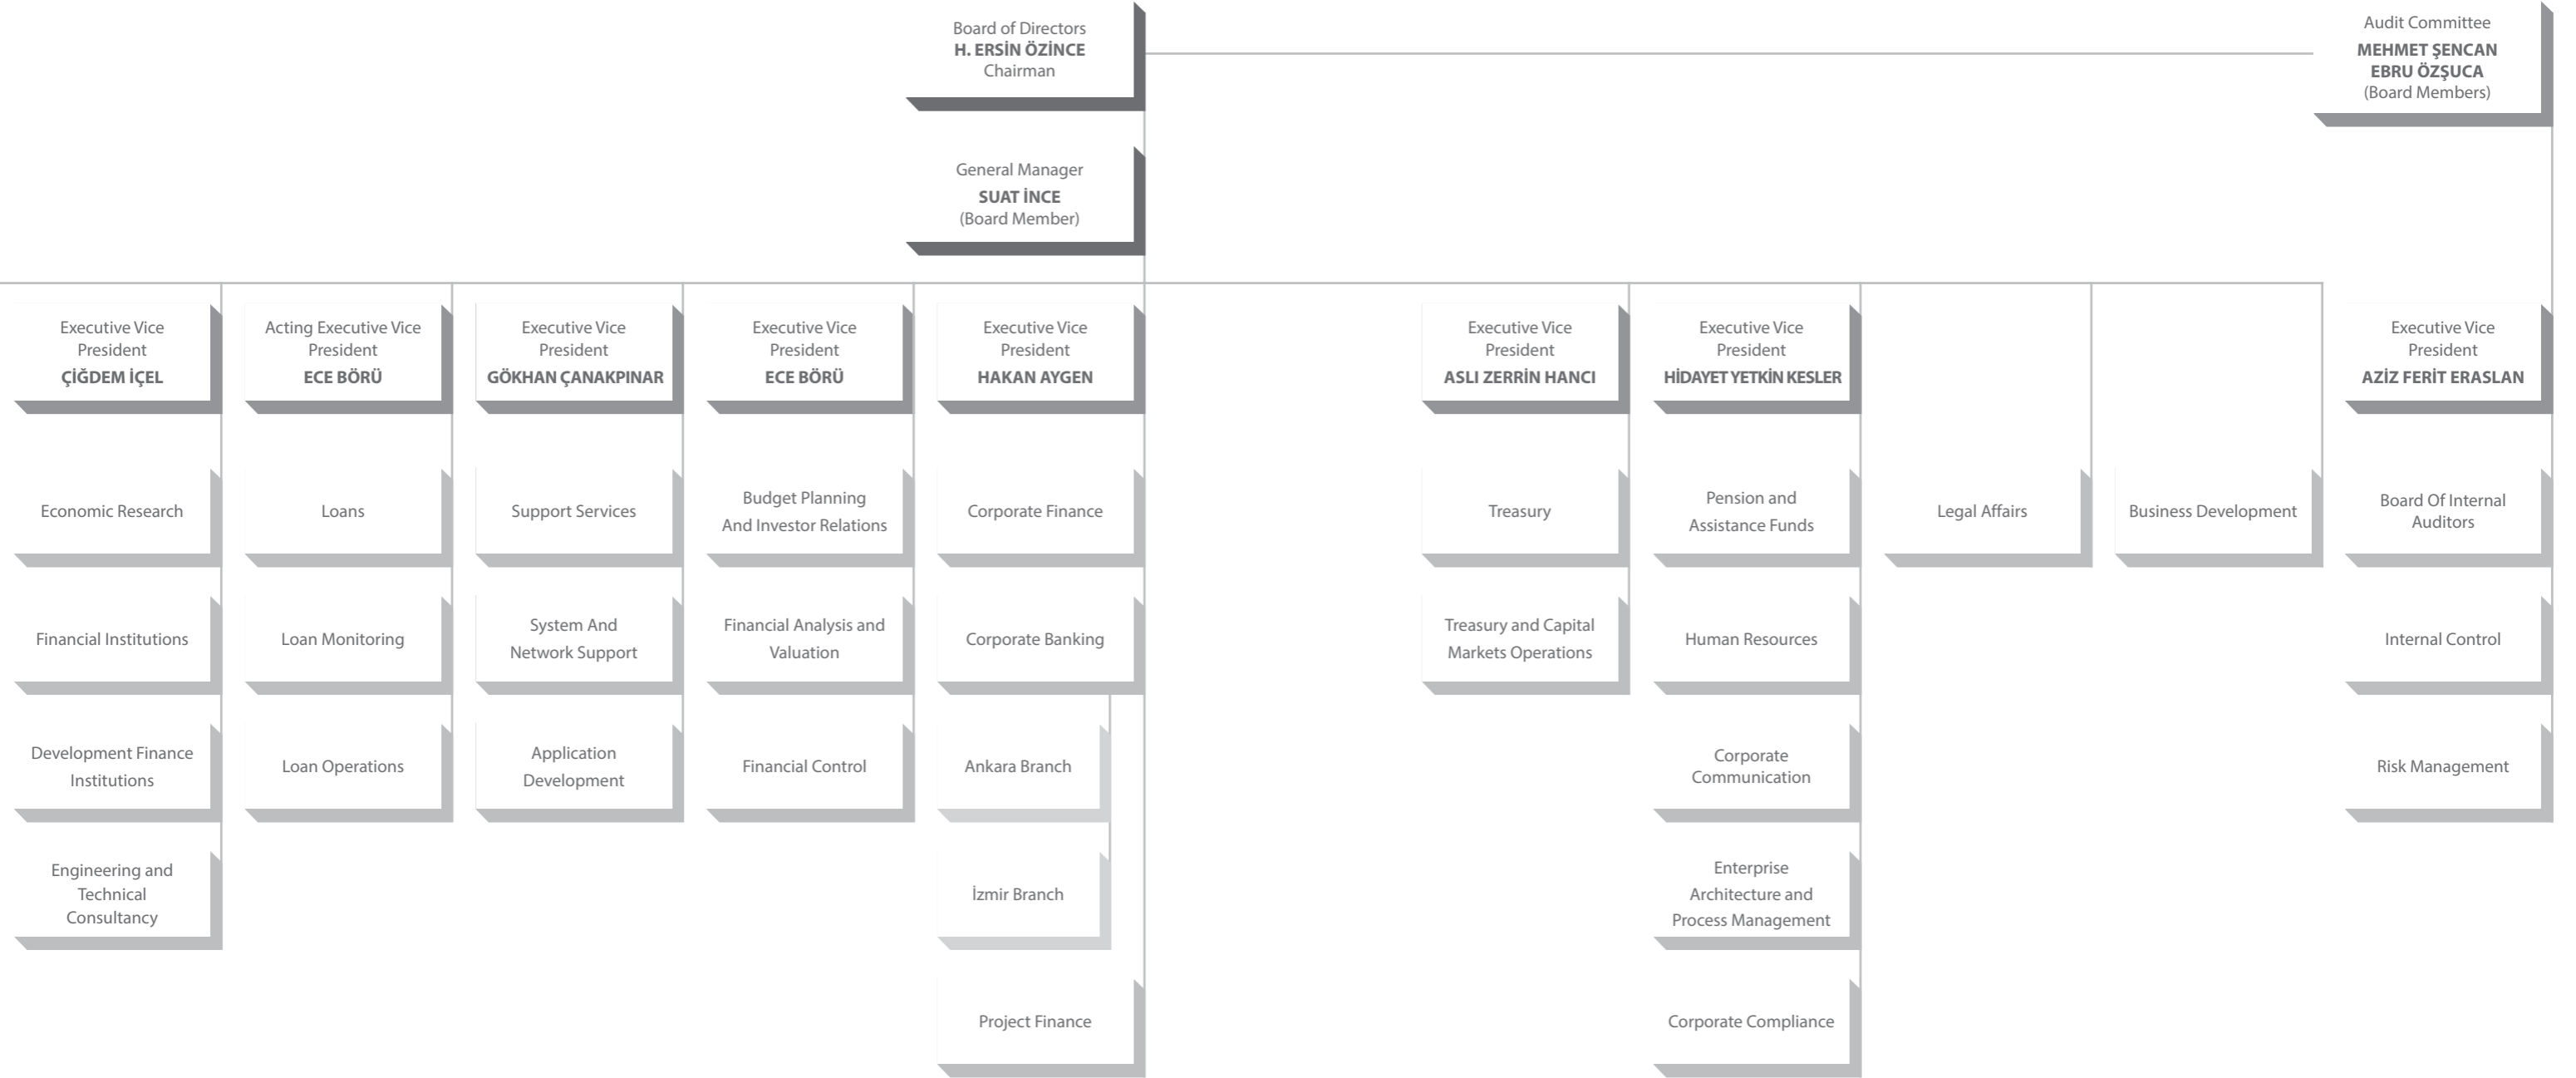 Board of Directors
H. ERSİN ÖZİNCE
Chairman
Audit Committee
MEHMET ŞENCAN
EBRU ÖZŞUCA
(Board Members)
General Manager
SUAT İNCE
(Board Member)
Executive Vice
President
ÇİĞDEM İÇEL
Economic Research
Financial Institutions
Development Finance
Institutions
Engineering and
Technical
Consultancy
Acting Executive Vice
President
ECE BÖRÜ
Loans
Loan Monitoring
Loan Operations
Executive Vice
President
GÖKHAN ÇANAKPINAR
Support Services
System And
Network Support
Application
Development
Executive Vice
President
ECE BÖRÜ
Budget Planning
And Investor Relations
Financial Analysis and
Valuation
Financial Control
Executive Vice
President
HAKAN AYGEN
Corporate Finance
Corporate Banking
Ankara Branch
İzmir Branch
Project Finance
Executive Vice
President
ASLI ZERRİN HANCI
Treasury
Treasury and Capital
Markets Operations
Executive Vice
President
HİDAYET YETKİN KESLER
Pension and
Assistance Funds
Human Resources
Corporate
Communication
Enterprise
Architecture and
Process Management
Corporate Compliance
Legal Affairs
Business Development
Executive Vice
President
AZİZ FERİT ERASLAN
Board Of Internal
Auditors
Internal Control
Risk Management